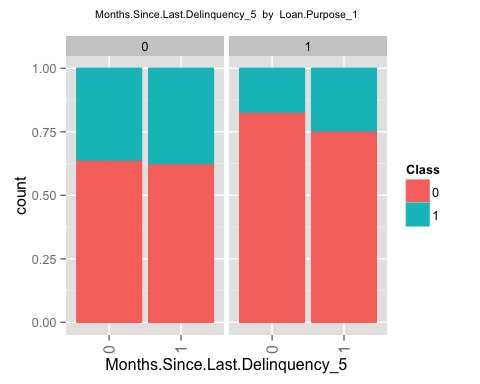 Months.Since.Last.Delinquency_5 by Loan.Purpose_1
0 1
1.00
0.75
0.50
0.25
0.00
count
0 1 0 1
Months.Since.Last.Delinquency_5
Class
0
1